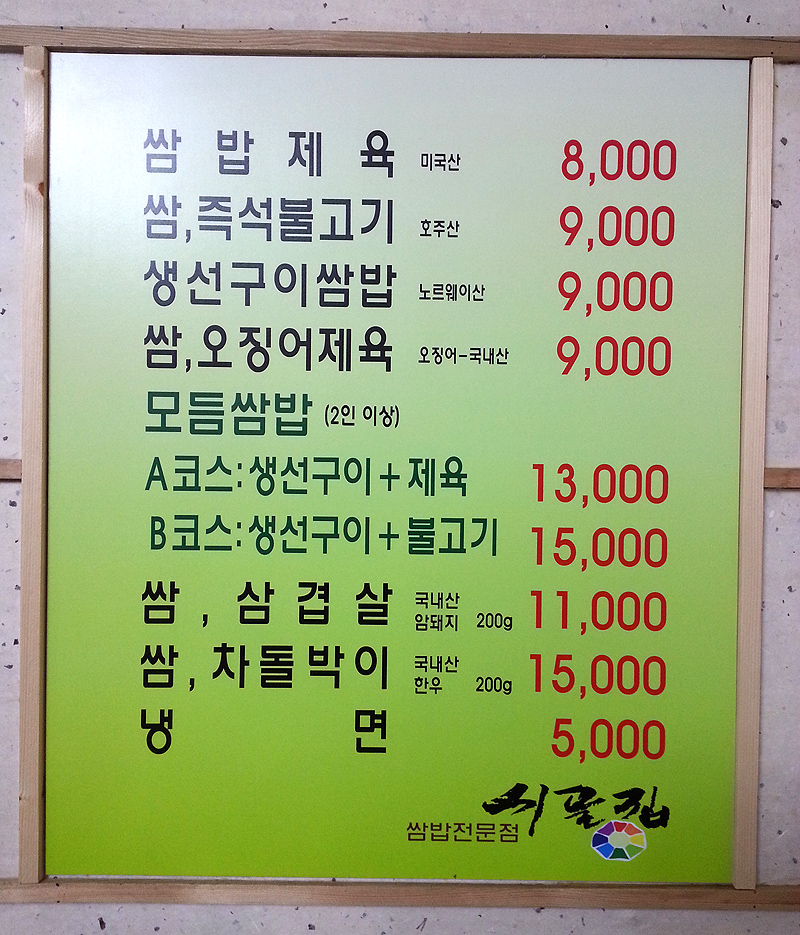 쌈밥제육 미국산 8,000
쌈,즉석불고기 호주산 9,000
생선구이쌈밥 노르웨이산 9,000
쌈,오징어제육 오징어-국내산 9,000
모듬쌈밥 (2인 이상)
A코스:생선구이+제육 13,000
B코스:생선구이+불고기 15,000
쌈, 삼겹살 국내산 암돼지 200g 11,000
쌈,차돌박이 국내산 한우 200g 15,000
냉면 5,000
쌈밥전문점 시골집